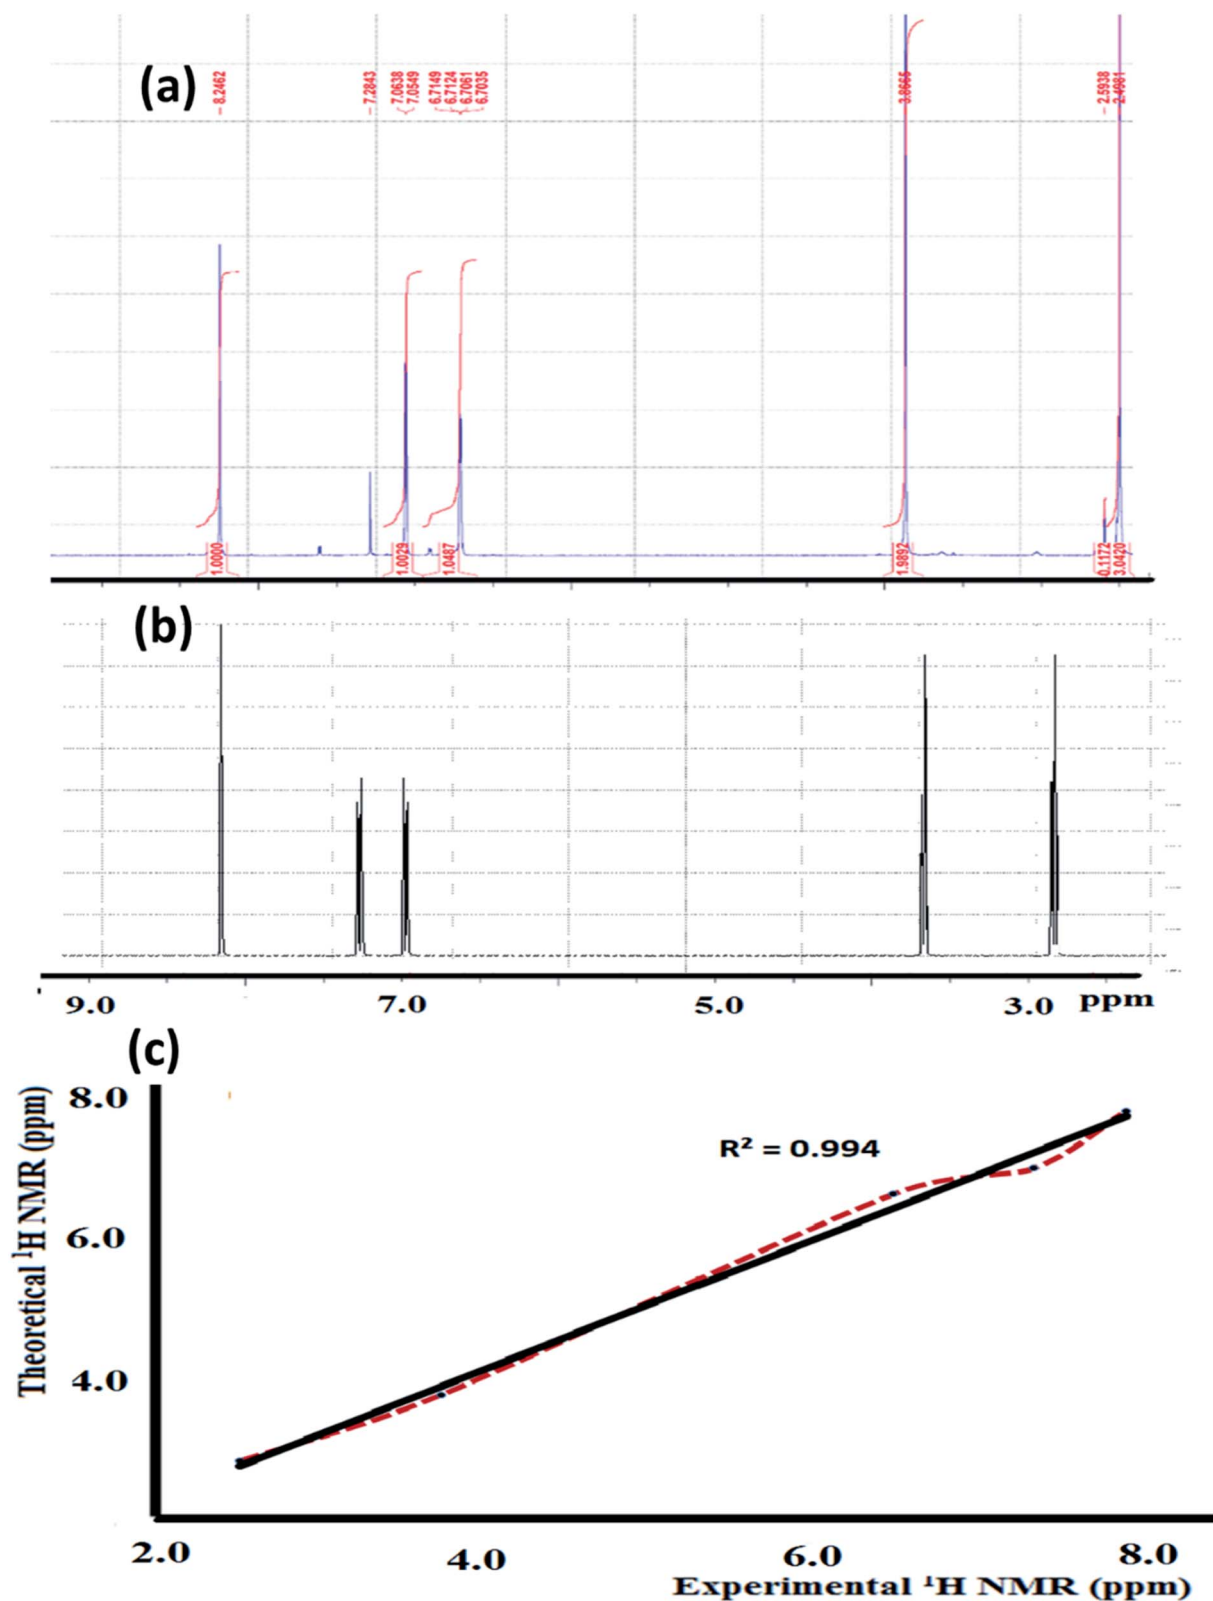 (a)
8.2462
7.2843
7.0638
7.0549
6.7149
6.7124
6.7061
6.7035
3.8665
2.5938
2.4981
1.0000
1.0029
1.0487
1.9892
0.1172
3.0420
(b)
9.0 7.0 5.0 3.0 ppm
(c)
Theoretical ¹H NMR (ppm)
8.0
R² = 0.994
6.0
4.0
2.0 4.0 6.0 8.0
Experimental ¹H NMR (ppm)